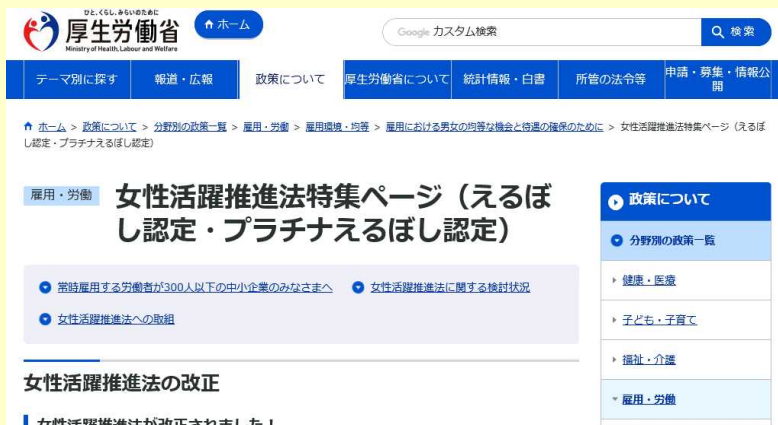 ひと、くらし、みらいのために
厚生労働省
Ministry of Health, Labour and Welfare
ホーム
Google カスタム検索
検索
テーマ別に探す
報道・広報
政策について
厚生労働省について
統計情報・白書
所管の法令等
申請・募集・情報公
開
ホーム > 政策について > 分野別の政策一覧 > 雇用・労働 > 雇用環境・均等 > 雇用における男女の均等な機会と待遇の確保のために > 女性活躍推進法特集ページ（えるぼ
し認定・プラチナえるぼし認定）
雇用・労働
女性活躍推進法特集ページ（えるぼ
し認定・プラチナえるぼし認定）
常時雇用する労働者が300人以下の中小企業のみなさまへ
女性活躍推進法に関する検討状況
女性活躍推進法への取組
女性活躍推進法の改正
女性活躍推進法が改正されました！
政策について
分野別の政策一覧
健康・医療
子ども・子育て
福祉・介護
雇用・労働